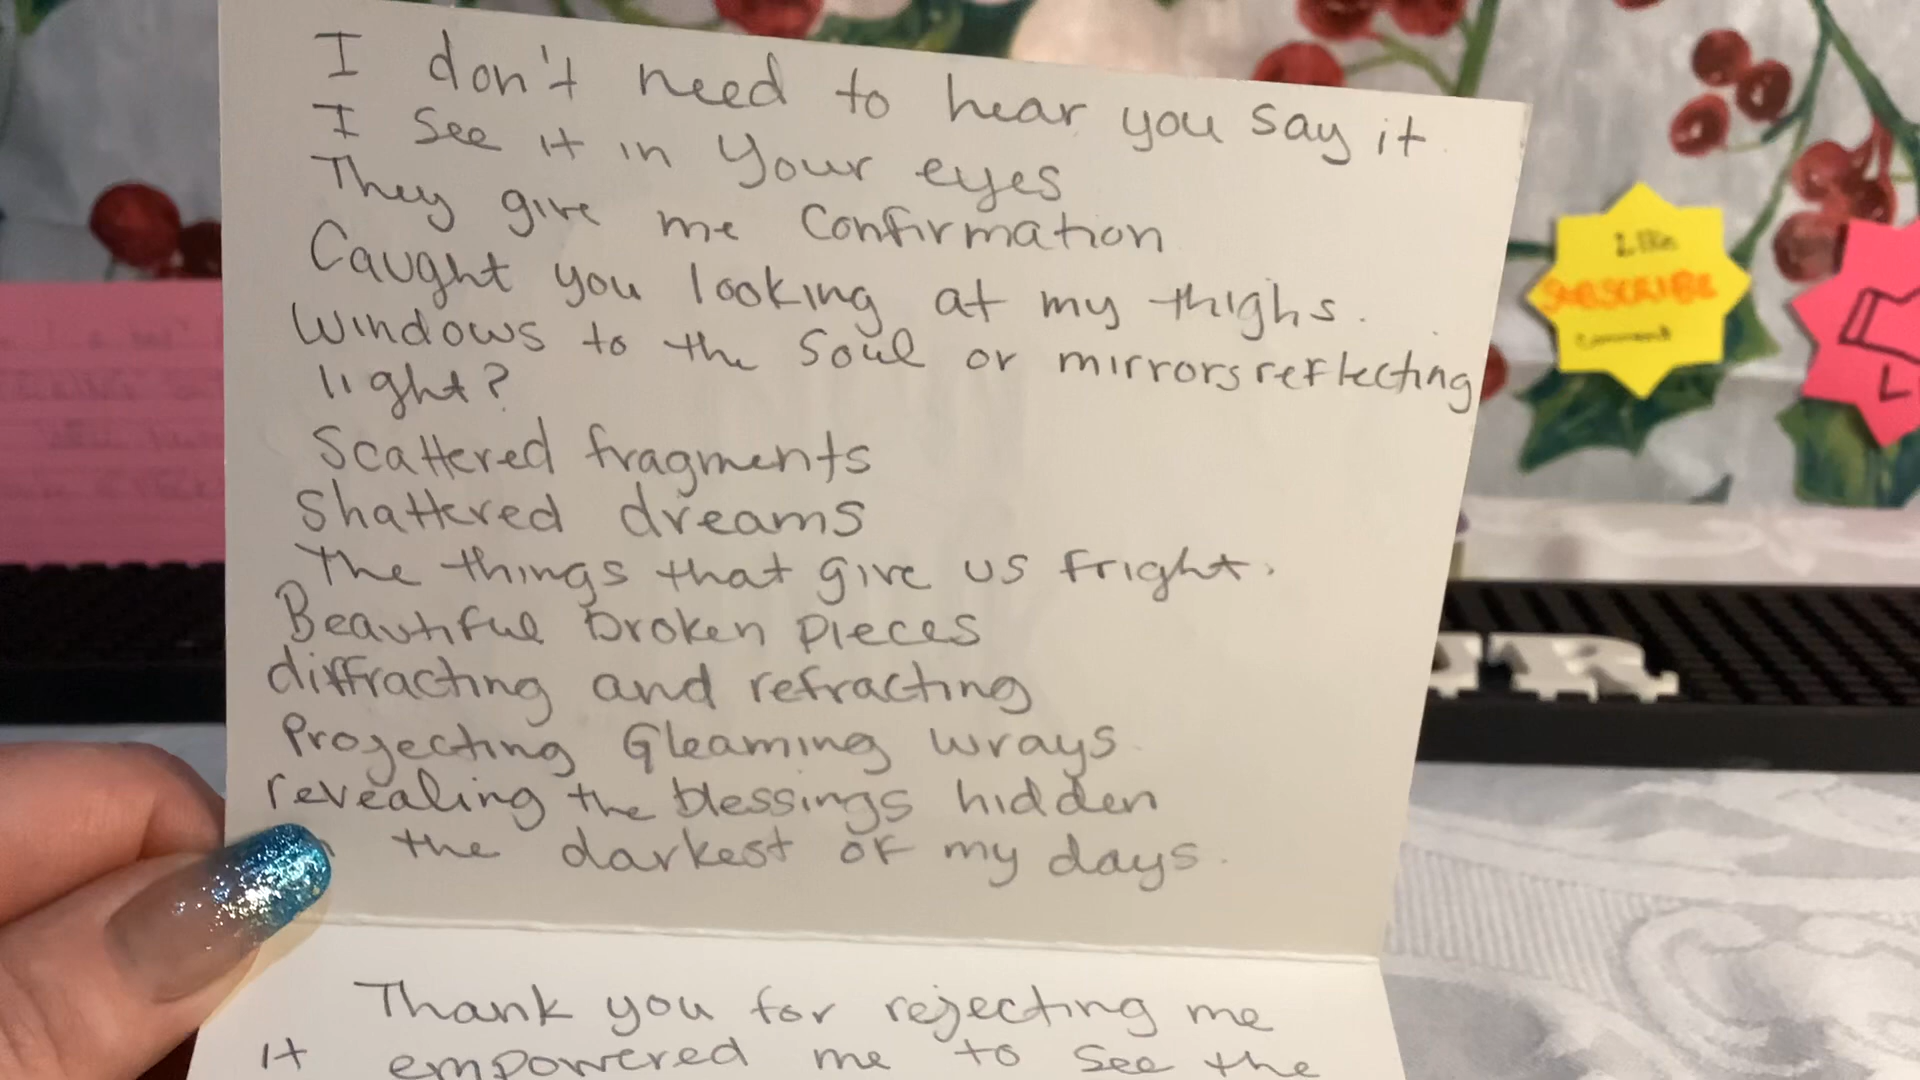 I don't need to hear you say it
I see it in your eyes
They give me Confirmation
Caught you looking at my thighs.
Windows to the Soul or mirrors reflecting
light?
Scattered fragments
Shattered dreams
The things that give us fright.
Beautiful broken pieces
diffracting and refracting
Projecting Gleaming wrays
revealing the blessings hidden
the darkest of my days.
Thank you for rejecting me
It empowered me to see the
Like
SUBSCRIBE
comment
L